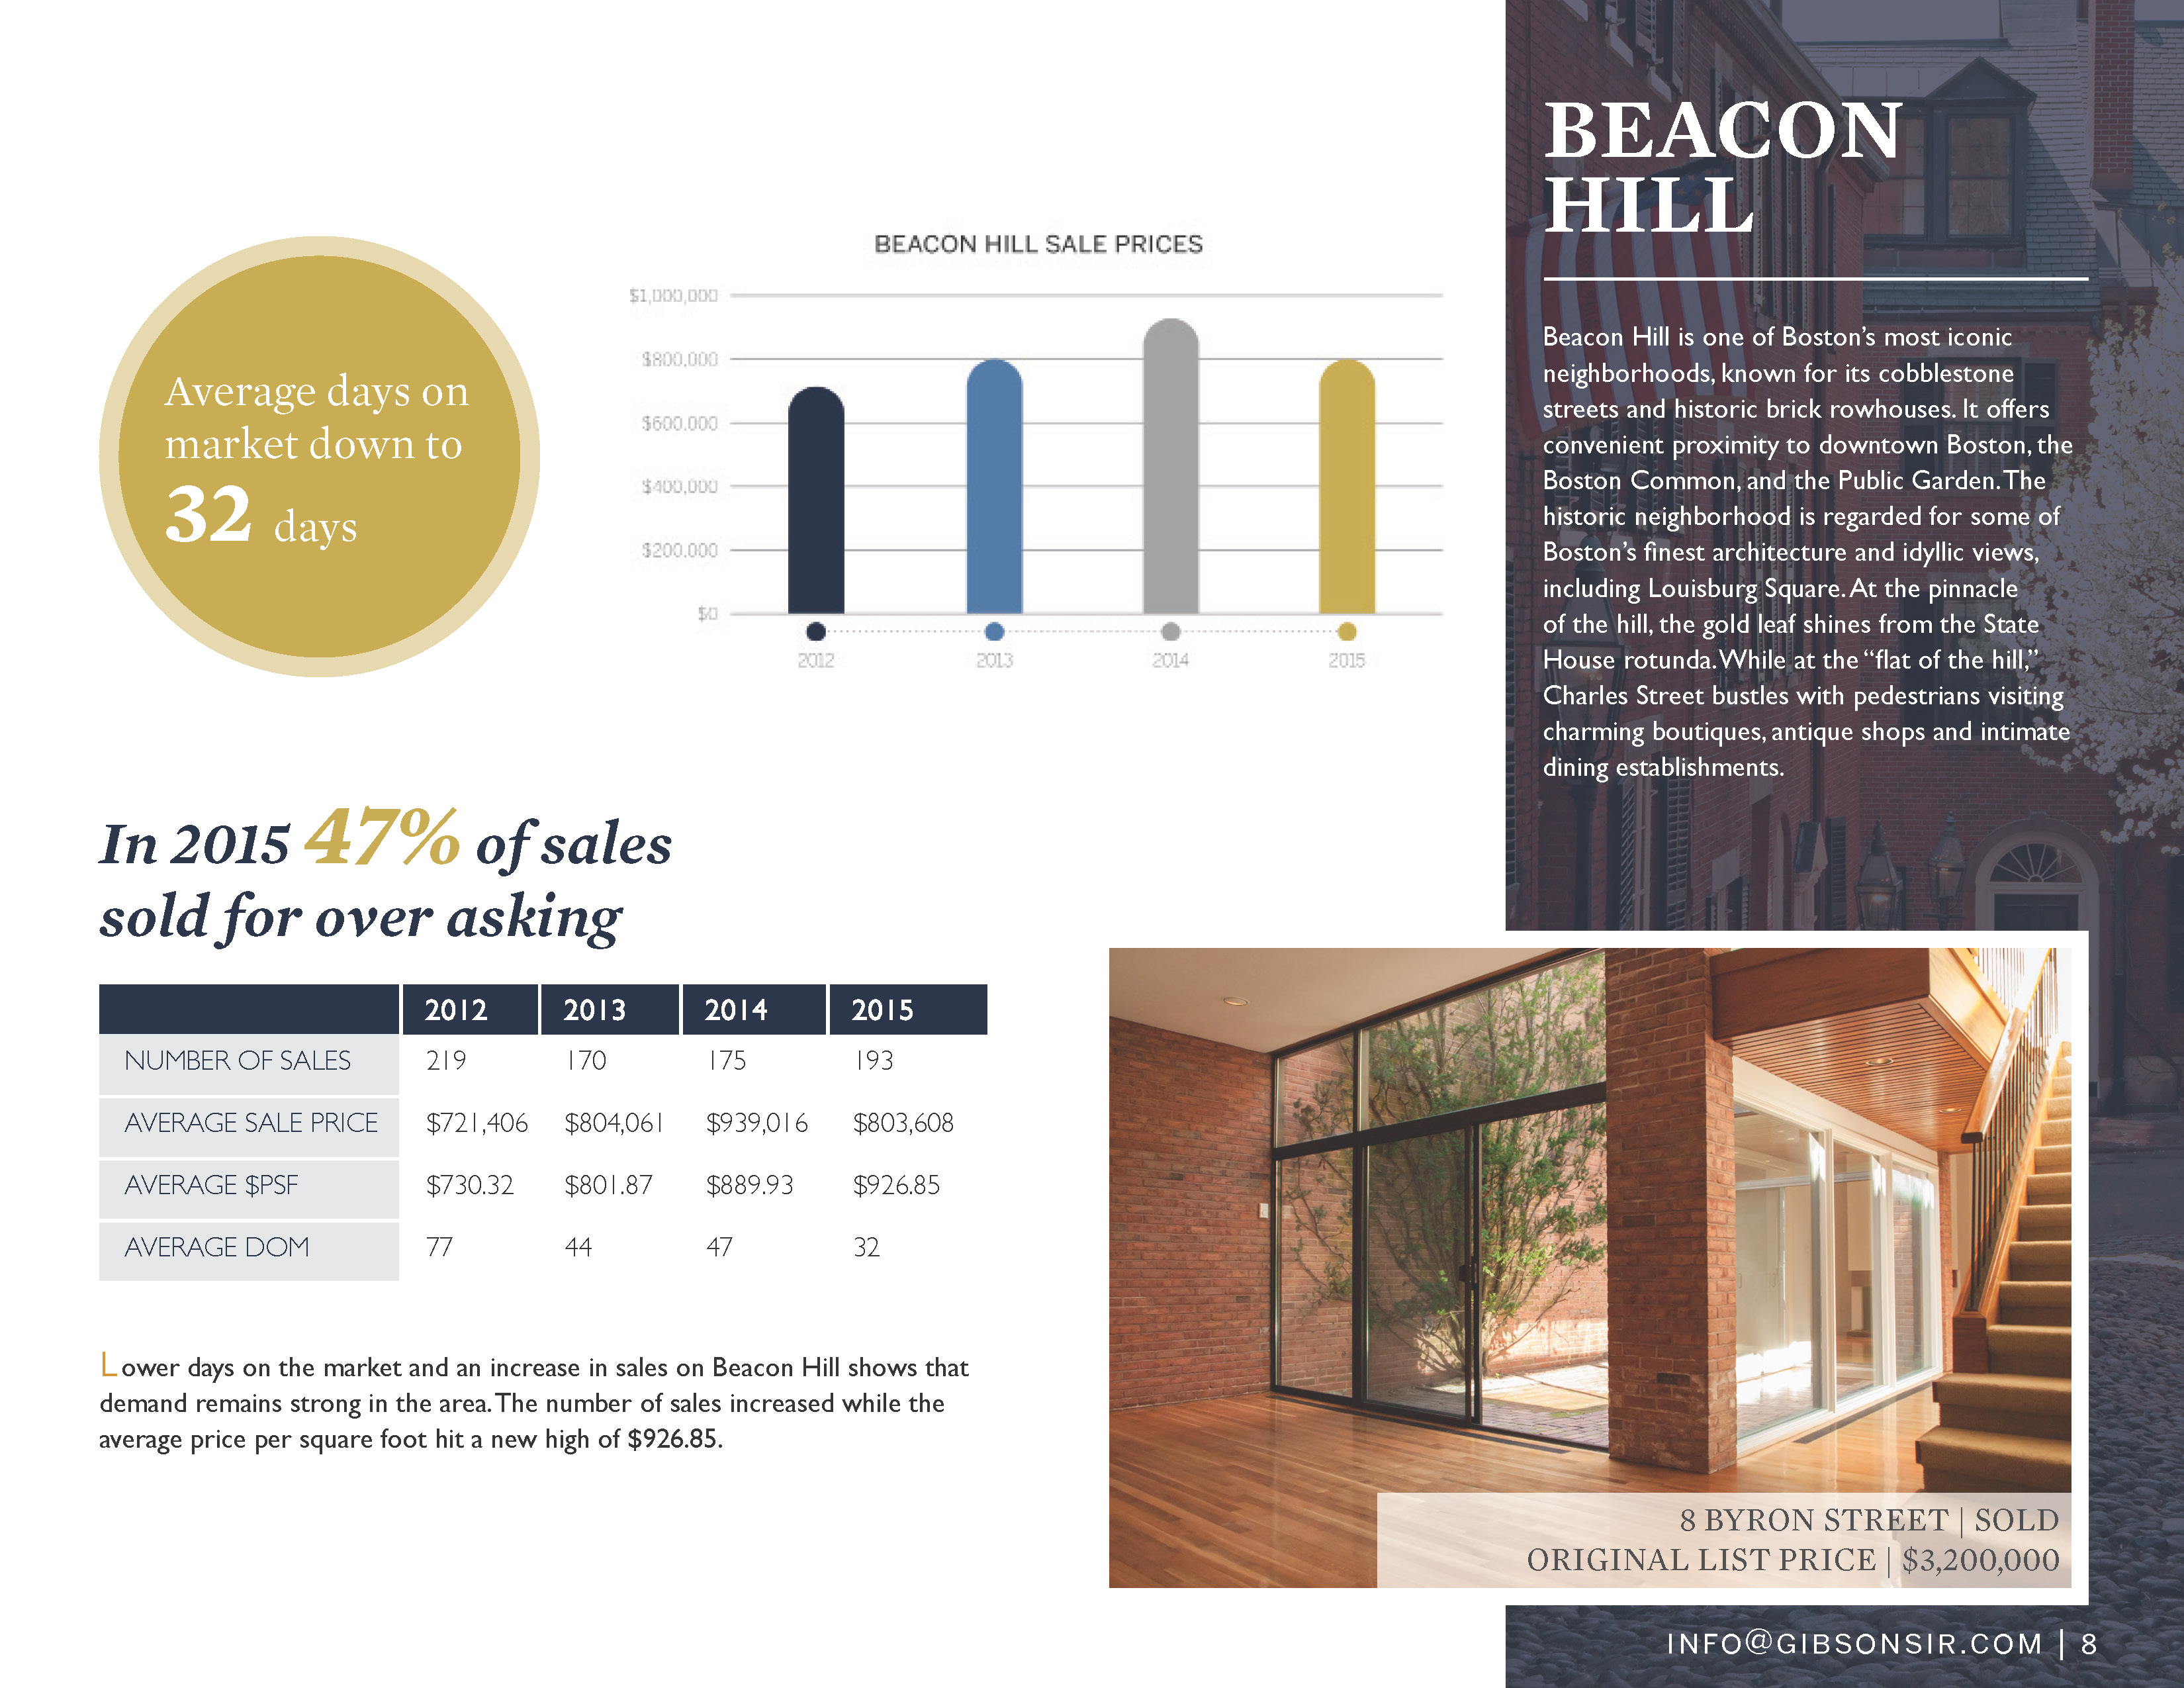 BEACON
HILL
Beacon Hill is one of Boston’s most iconic
neighborhoods, known for its cobblestone
streets and historic brick rowhouses. It offers
convenient proximity to downtown Boston, the
Boston Common, and the Public Garden. The
historic neighborhood is regarded for some of
Boston’s finest architecture and idyllic views,
including Louisburg Square. At the pinnacle
of the hill, the gold leaf shines from the State
House rotunda. While at the “flat of the hill,”
Charles Street bustles with pedestrians visiting
charming boutiques, antique shops and intimate
dining establishments.
Average days on
market down to
32 days
BEACON HILL SALE PRICES
$1,000,000
$800,000
$600,000
$400,000
$200,000
$0
2012 2013 2014 2015
In 2015 47% of sales
sold for over asking
2012 2013 2014 2015
NUMBER OF SALES 219 170 175 193
AVERAGE SALE PRICE $721,406 $804,061 $939,016 $803,608
AVERAGE $PSF $730.32 $801.87 $889.93 $926.85
AVERAGE DOM 77 44 47 32
Lower days on the market and an increase in sales on Beacon Hill shows that
demand remains strong in the area. The number of sales increased while the
average price per square foot hit a new high of $926.85.
8 BYRON STREET | SOLD
ORIGINAL LIST PRICE | $3,200,000
INFO@GIBSONSIR.COM | 8